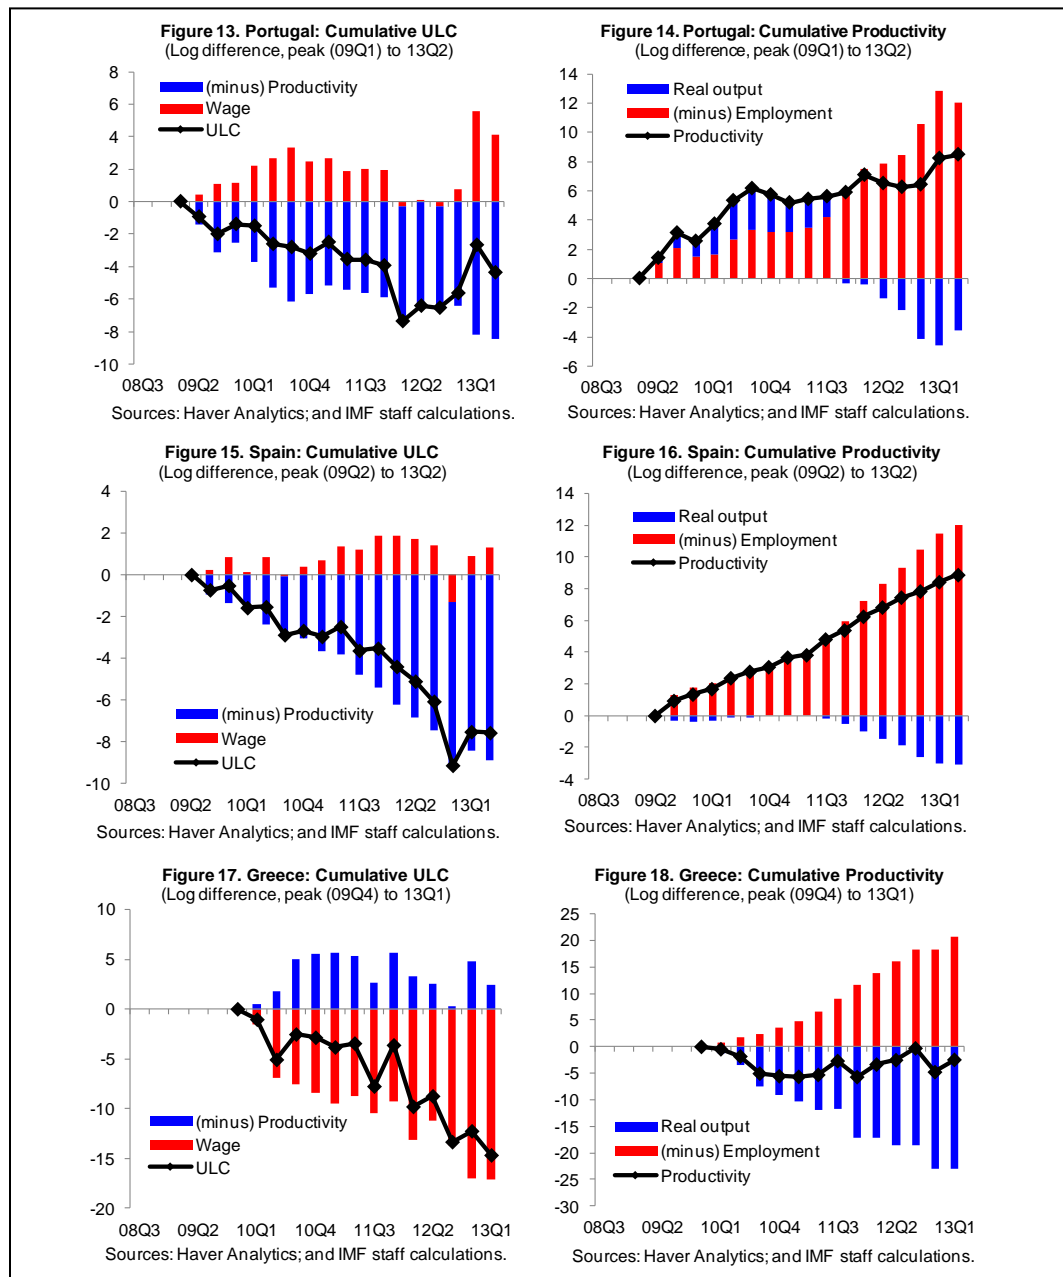 Figure 13. Portugal: Cumulative ULC
(Log difference, peak (09Q1) to 13Q2)
8
6
4
2
0
-2
-4
-6
-8
-10
(minus) Productivity
Wage
ULC
08Q3 09Q2 10Q1 10Q4 11Q3 12Q2 13Q1
Sources: Haver Analytics; and IMF staff calculations.
Figure 14. Portugal: Cumulative Productivity
(Log difference, peak (09Q1) to 13Q2)
14
12
10
8
6
4
2
0
-2
-4
-6
Real output
(minus) Employment
Productivity
08Q3 09Q2 10Q1 10Q4 11Q3 12Q2 13Q1
Sources: Haver Analytics; and IMF staff calculations.
Figure 15. Spain: Cumulative ULC
(Log difference, peak (09Q2) to 13Q2)
4
2
0
-2
-4
-6
-8
-10
(minus) Productivity
Wage
ULC
08Q3 09Q2 10Q1 10Q4 11Q3 12Q2 13Q1
Sources: Haver Analytics; and IMF staff calculations.
Figure 16. Spain: Cumulative Productivity
(Log difference, peak (09Q2) to 13Q2)
14
12
10
8
6
4
2
0
-2
-4
Real output
(minus) Employment
Productivity
08Q3 09Q2 10Q1 10Q4 11Q3 12Q2 13Q1
Sources: Haver Analytics; and IMF staff calculations.
Figure 17. Greece: Cumulative ULC
(Log difference, peak (09Q4) to 13Q1)
10
5
0
-5
-10
-15
-20
(minus) Productivity
Wage
ULC
08Q3 09Q2 10Q1 10Q4 11Q3 12Q2 13Q1
Sources: Haver Analytics; and IMF staff calculations.
Figure 18. Greece: Cumulative Productivity
(Log difference, peak (09Q4) to 13Q1)
25
20
15
10
5
0
-5
-10
-15
-20
-25
-30
Real output
(minus) Employment
Productivity
08Q3 09Q2 10Q1 10Q4 11Q3 12Q2 13Q1
Sources: Haver Analytics; and IMF staff calculations.